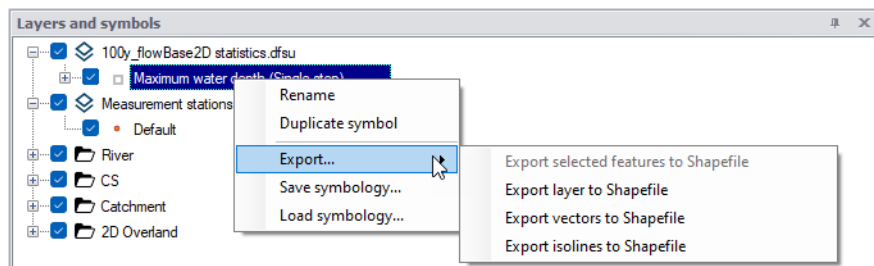 Layers and symbols
100y_flowBase2D statistics.dfsu
Maximum water depth (Single step)
Measurement stations
Default
River
CS
Catchment
2D Overland
Rename
Duplicate symbol
Export...
Save symbology...
Load symbology...
Export selected features to Shapefile
Export layer to Shapefile
Export vectors to Shapefile
Export isolines to Shapefile